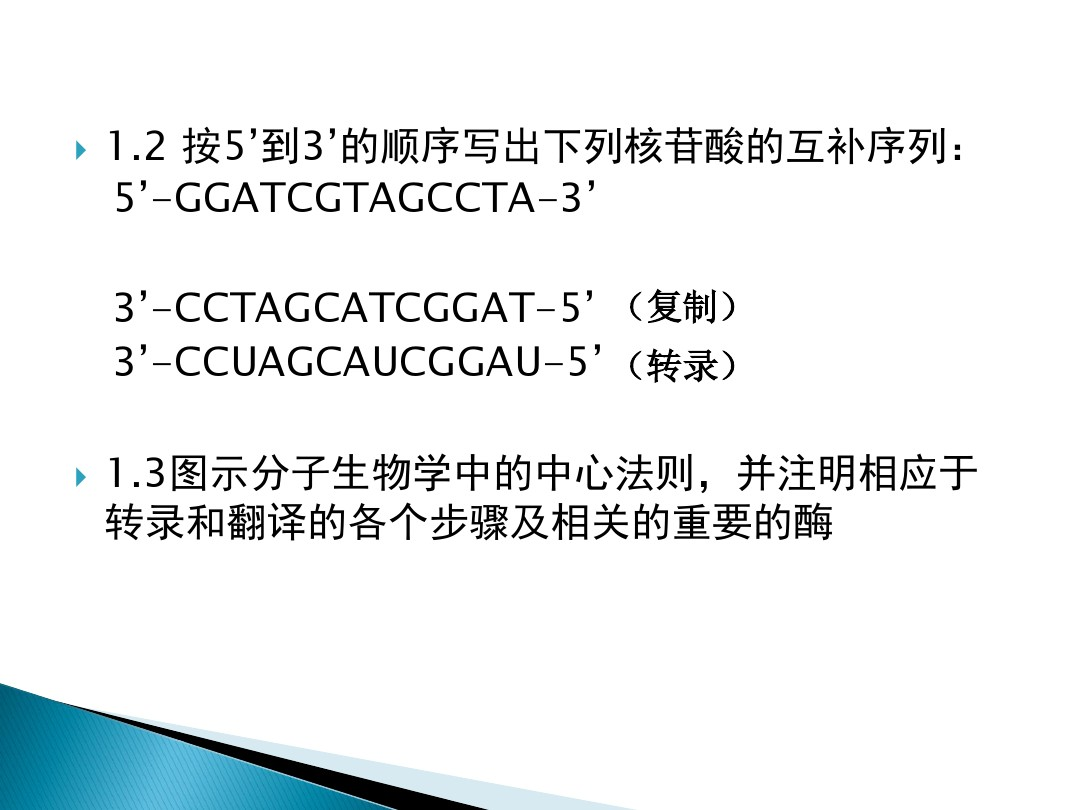 1.2 按5’到3’的顺序写出下列核苷酸的互补序列：
5’-GGATCGTAGCCTA-3’
3’-CCTAGCATCGGAT-5’（复制）
3’-CCUAGCAUCGGAU-5’（转录）
1.3图示分子生物学中的中心法则，并注明相应于
转录和翻译的各个步骤及相关的重要的酶